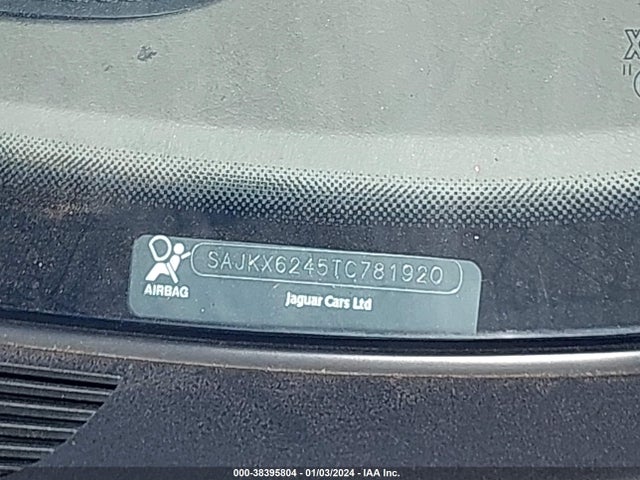 X
"
SAJKX6245TC781920
AIRBAG
Jaguar Cars Ltd
000-38395804 - 01/03/2024 - IAA Inc.